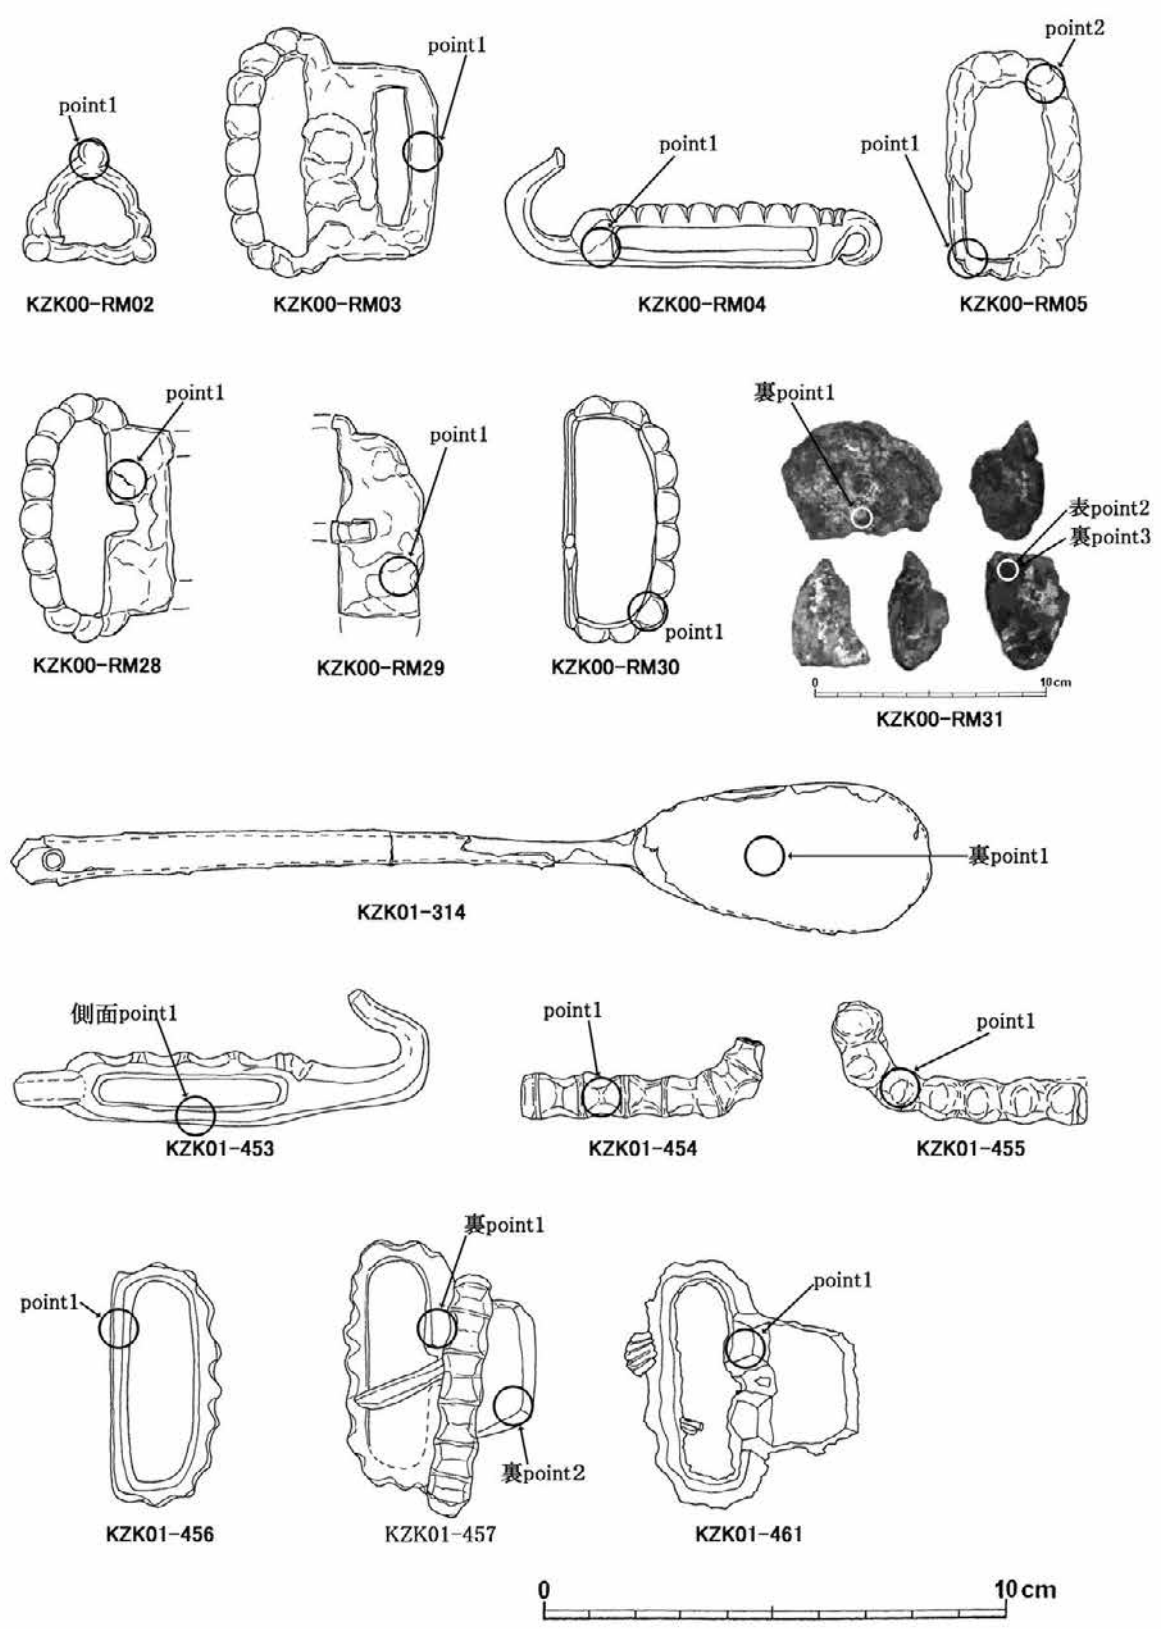 point1
KZK00-RM02
point1
KZK00-RM03
point1
KZK00-RM04
point2
point1
KZK00-RM05
point1
KZK00-RM28
point1
KZK00-RM29
point1
KZK00-RM30
裏point1
表point2
裏point3
0 10cm
KZK00-RM31
裏point1
KZK01-314
側面point1
KZK01-453
point1
KZK01-454
point1
KZK01-455
point1
KZK01-456
裏point1
裏point2
KZK01-457
point1
KZK01-461
0 10cm